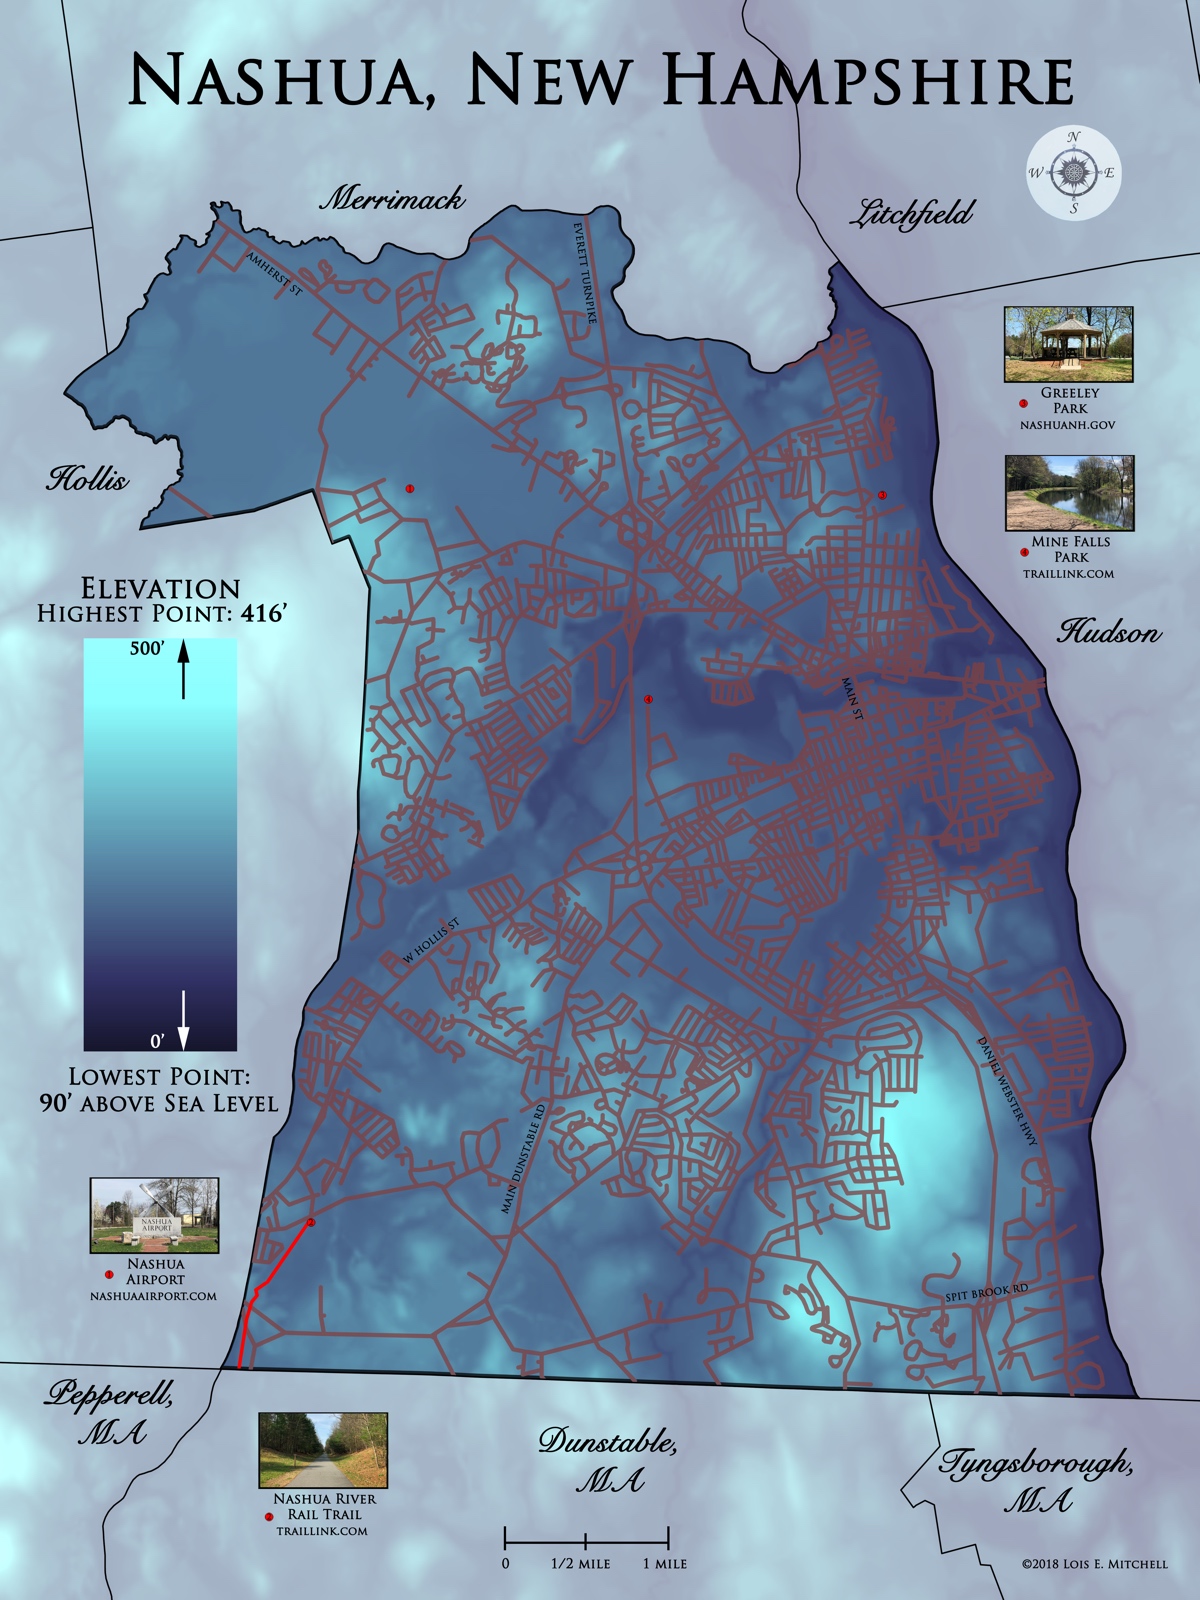 Nashua, New Hampshire
N
W
E
S
Merrimack
Litchfield
Amherst St
Everett Turnpike
Greeley
Park
nashuanh.gov
Hollis
Mine Falls
Park
traillink.com
Elevation
Highest Point: 416'
500'
0'
Hudson
Main St
W Hollis St
Lowest Point:
90' above Sea Level
Daniel Webster Hwy
Main Dunstable Rd
Nashua
Airport
Nashua
Airport
nashuaairport.com
Spit Brook Rd
Pepperell,
MA
Dunstable,
MA
Tyngsborough,
MA
Nashua River
Rail Trail
traillink.com
0
1/2 mile
1 mile
©2018 Lois E. Mitchell